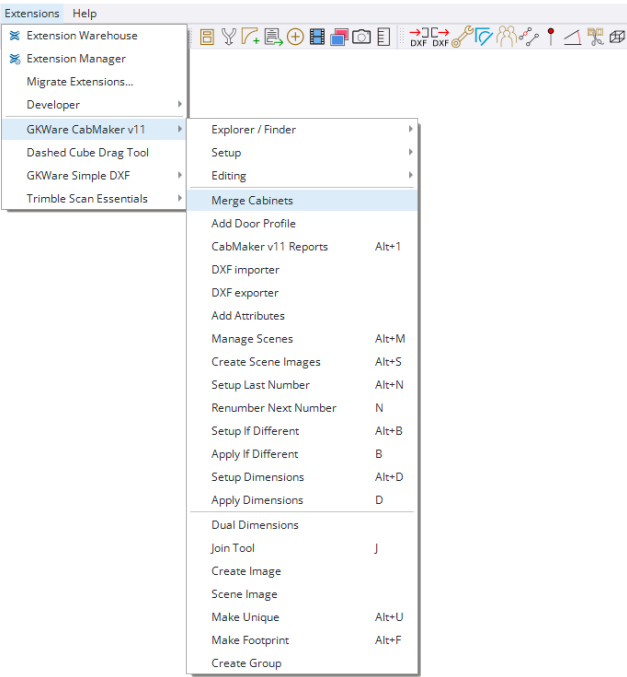 Extensions Help
Extension Warehouse
Extension Manager
Migrate Extensions...
Developer
GKWare CabMaker v11
Dashed Cube Drag Tool
GKWare Simple DXF
Trimble Scan Essentials
DXF DXF
Explorer / Finder
Setup
Editing
Merge Cabinets
Add Door Profile
CabMaker v11 Reports Alt+1
DXF importer
DXF exporter
Add Attributes
Manage Scenes Alt+M
Create Scene Images Alt+S
Setup Last Number Alt+N
Renumber Next Number N
Setup If Different Alt+B
Apply If Different B
Setup Dimensions Alt+D
Apply Dimensions D
Dual Dimensions
Join Tool J
Create Image
Scene Image
Make Unique Alt+U
Make Footprint Alt+F
Create Group